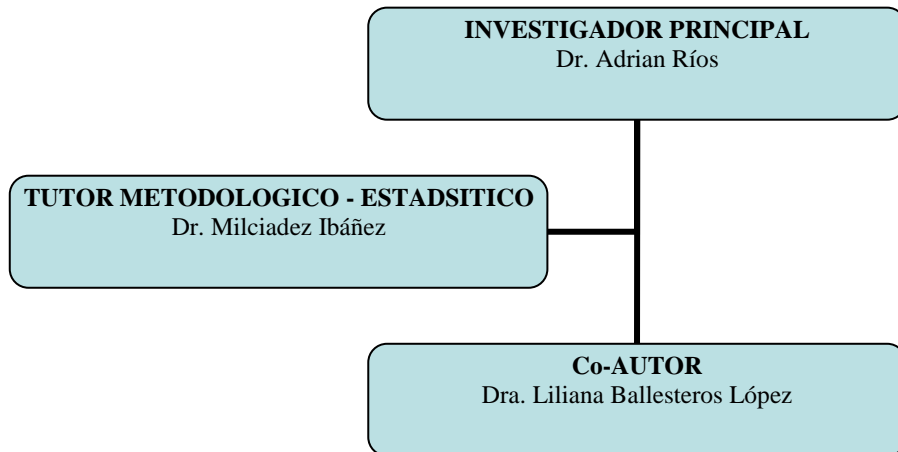 INVESTIGADOR PRINCIPAL
Dr. Adrian Ríos
TUTOR METODOLOGICO - ESTADSITICO
Dr. Milciadez Ibáñez
Co-AUTOR
Dra. Liliana Ballesteros López